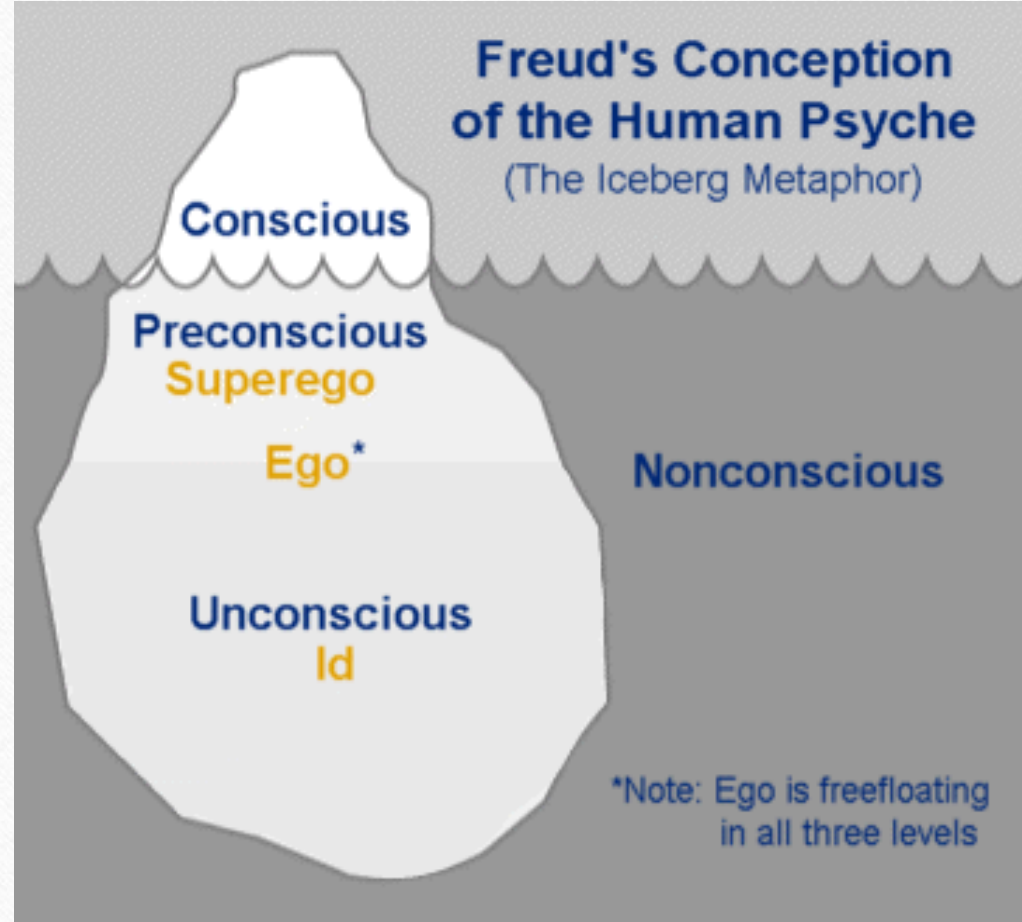 Freud's Conception
of the Human Psyche
(The Iceberg Metaphor)
Conscious
Preconscious
Superego
Ego*
Nonconscious
Unconscious
Id
*Note: Ego is freefloating
in all three levels